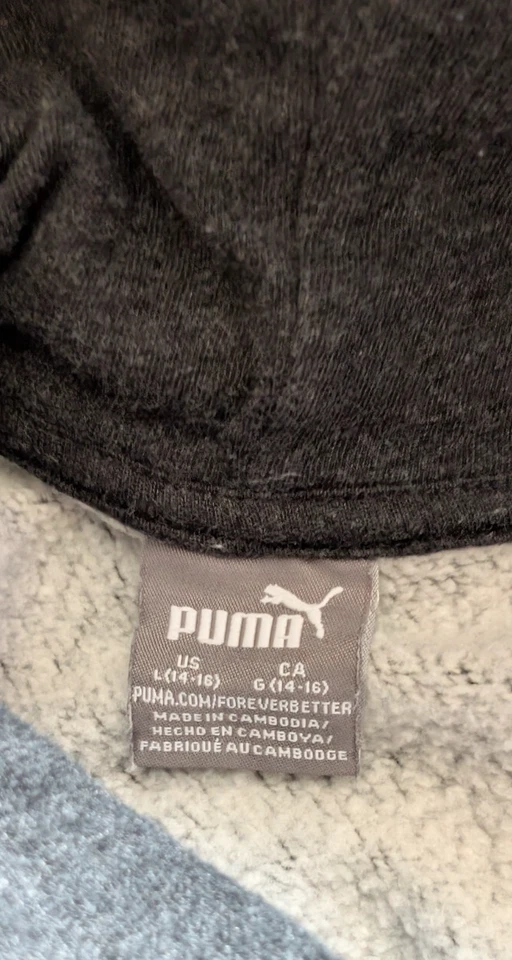 PUMA
US CA
L(14-16) G(14-16)
PUMA.COM/FOREVERBETTER
MADE IN CAMBODIA/
HECHO EN CAMBOYA/
FABRIQUÉ AU CAMBODGE